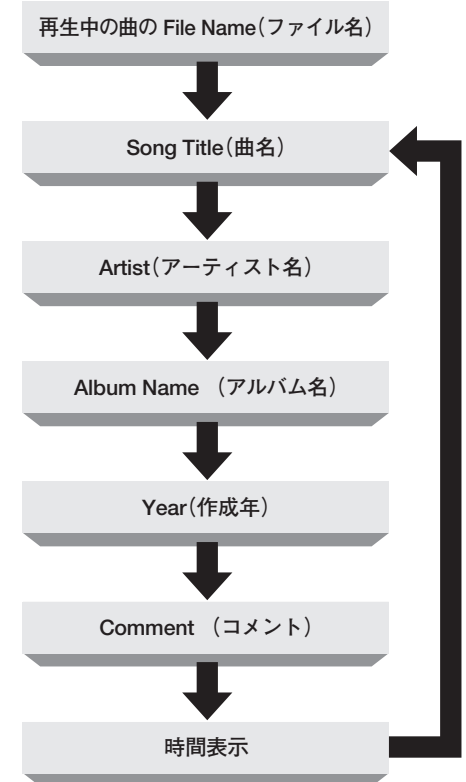 再生中の曲の File Name(ファイル名)
Song Title(曲名)
Artist(アーティスト名)
Album Name (アルバム名)
Year(作成年)
Comment (コメント)
時間表示